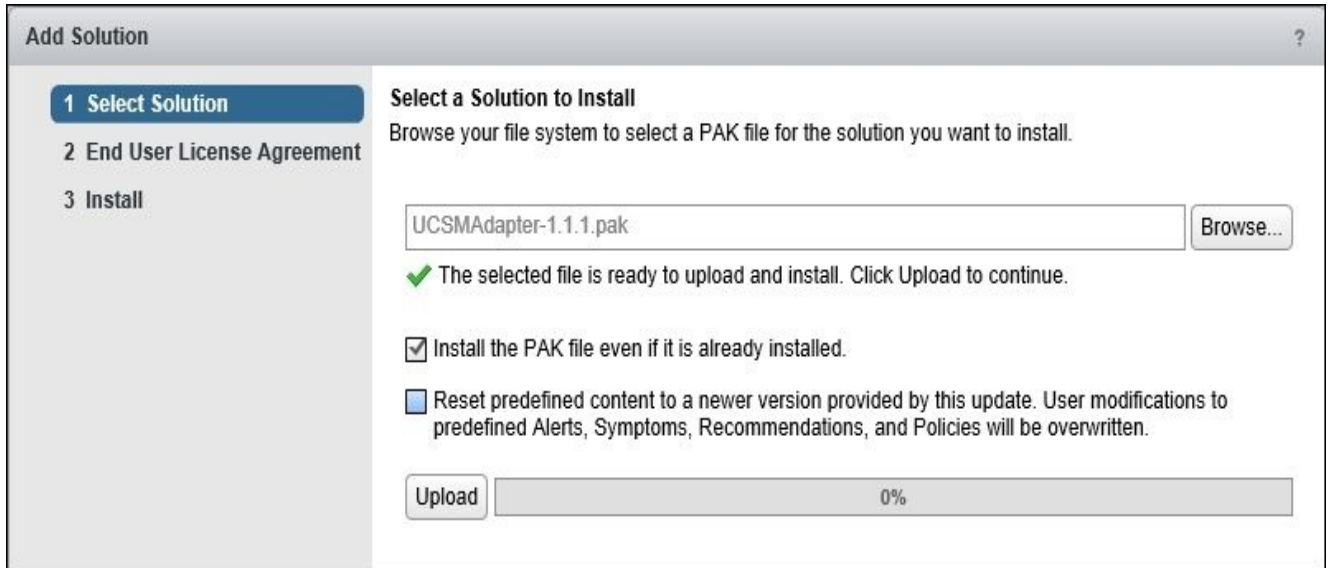 Add Solution
?
1 Select Solution
2 End User License Agreement
3 Install
Select a Solution to Install
Browse your file system to select a PAK file for the solution you want to install.
UCSMAdapter-1.1.1.pak
Browse...
The selected file is ready to upload and install. Click Upload to continue.
Install the PAK file even if it is already installed.
Reset predefined content to a newer version provided by this update. User modifications to
predefined Alerts, Symptoms, Recommendations, and Policies will be overwritten.
Upload
0%